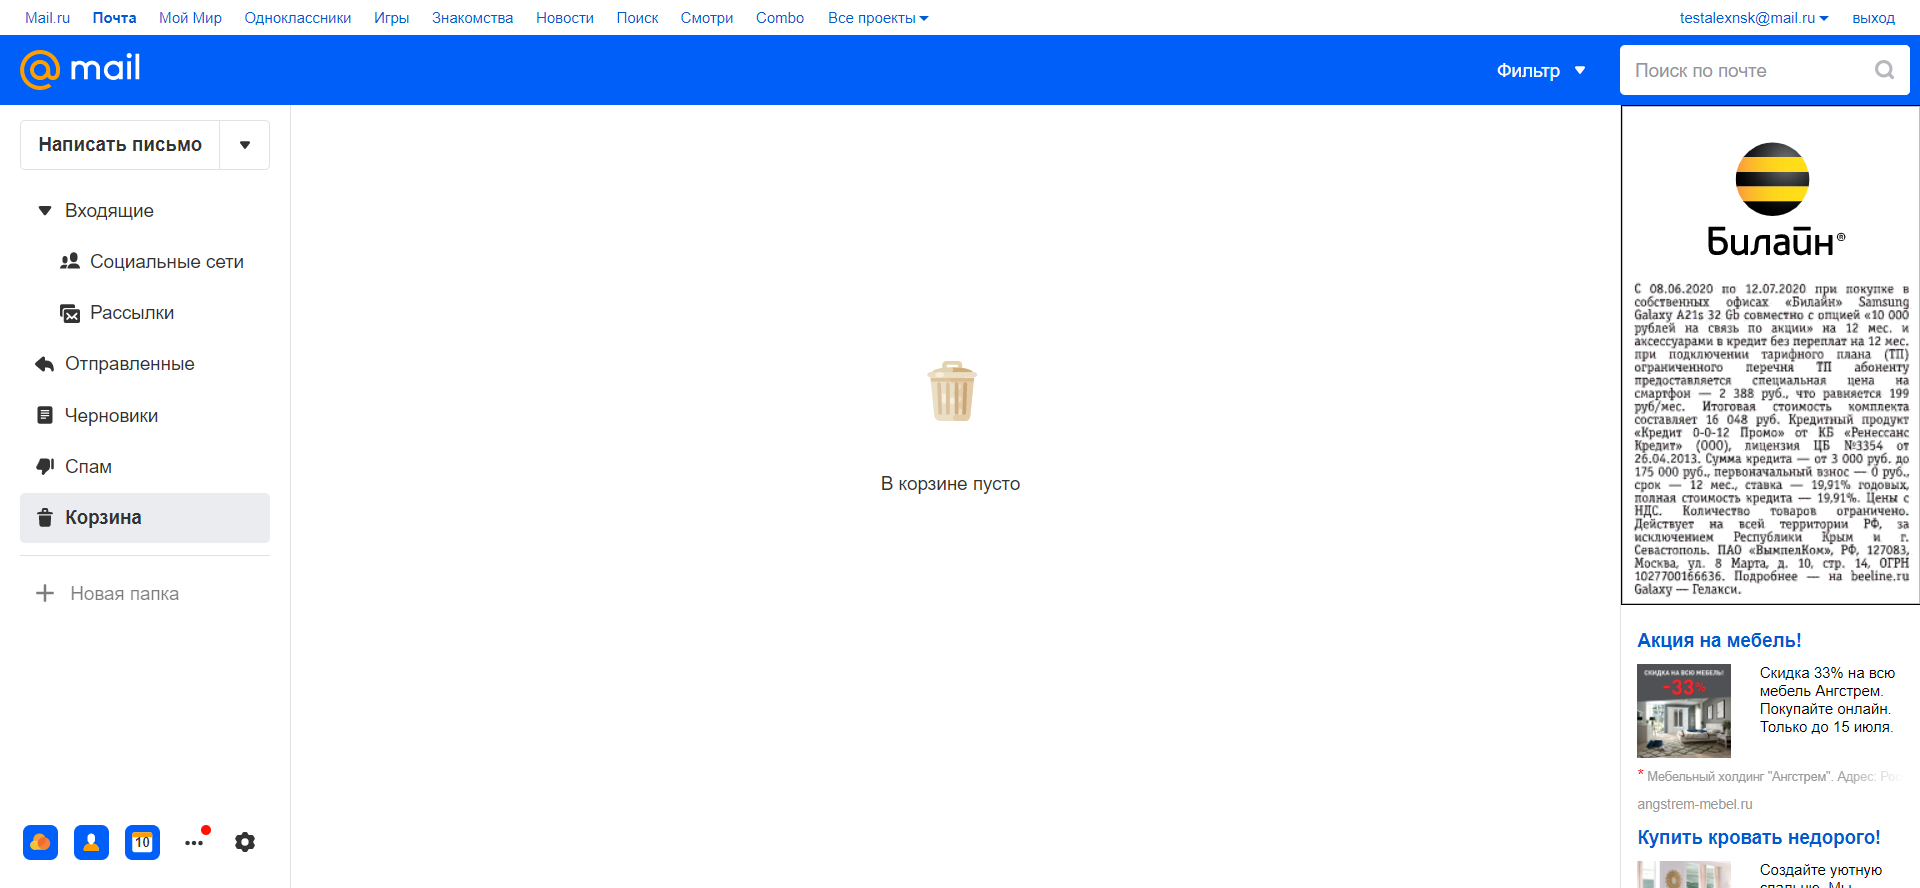 Mail.ru Почта Мой Мир Одноклассники Игры Знакомства Новости Поиск Смотри Combo Все проекты testalexnsk@mail.ru выход
mail Фильтр Поиск по почте
Написать письмо
Входящие
Социальные сети
Рассылки
Отправленные
Черновики
Спам
Корзина
Новая папка
10
В корзине пусто
Билайн®
С 08.06.2020 по 12.07.2020 при покупке в
собственных офисах «Билайн» Samsung
Galaxy A21s 32 Gb совместно с опцией «10 000
рублей на связь по акции» на 12 мес. и
аксессуарами в кредит без переплат на 12 мес.
при подключении тарифного плана (ТП)
ограниченного перечня ТП абоненту
предоставляется специальная цена на
смартфон — 2 388 руб., что равняется 199
руб/мес. Итоговая стоимость комплекта
составляет 16 048 руб. Кредитный продукт
«Кредит 0-0-12 Промо» от КБ «Ренессанс
Кредит» (ООО), лицензия ЦБ №3354 от
26.04.2013. Сумма кредита — от 3 000 руб. до
175 000 руб., первоначальный взнос — 0 руб.,
срок — 12 мес., ставка — 19,91% годовых,
полная стоимость кредита — 19,91%. Цены с
НДС. Количество товаров ограничено.
Действует на всей территории РФ, за
исключением Республики Крым и г.
Севастополь. ПАО «ВымпелКом», РФ, 127083,
Москва, ул. 8 Марта, д. 10, стр. 14, ОГРН
1027700166636. Подробнее — на beeline.ru
Galaxy — Гелакси.
Акция на мебель!
СКИДКА НА ВСЮ МЕБЕЛЬ!
-33%
Скидка 33% на всю
мебель Ангстрем.
Покупайте онлайн.
Только до 15 июля.
* Мебельный холдинг "Ангстрем". Адрес: Рос
angstrem-mebel.ru
Купить кровать недорого!
Создайте уютную
спальню. Мы